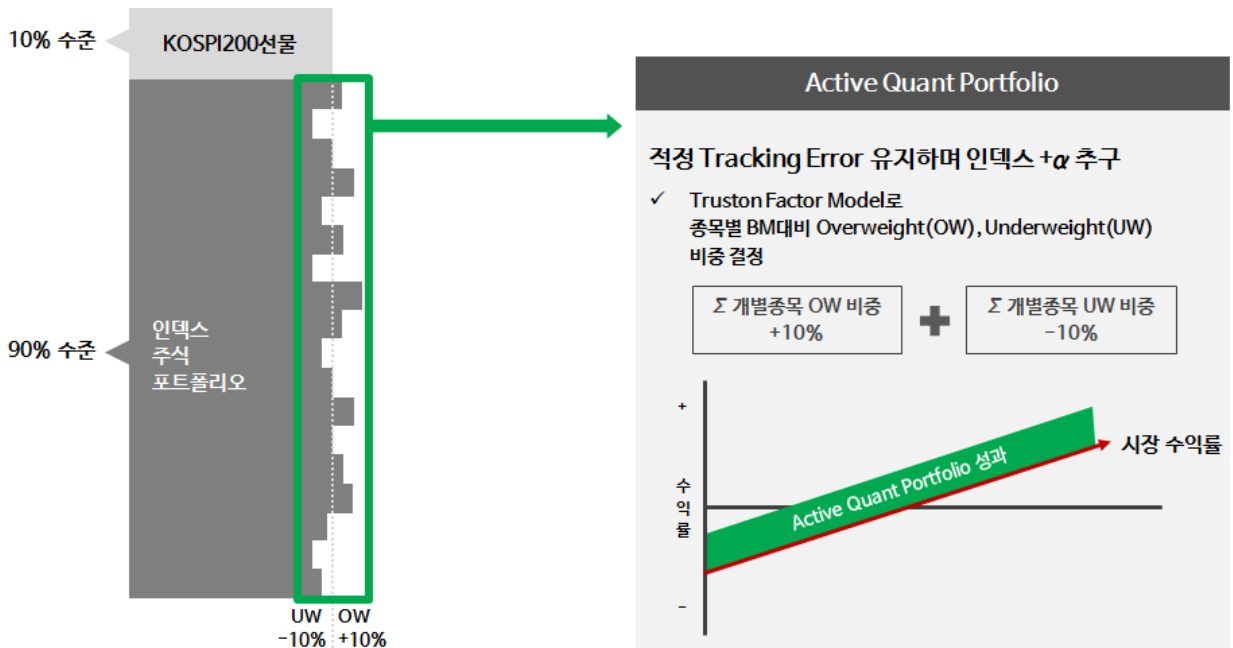 10% 수준
KOSPI200선물
90% 수준
인덱스
주식
포트폴리오
UW
-10%
OW
+10%
Active Quant Portfolio
적정 Tracking Error 유지하며 인덱스 +α 추구
✓ Truston Factor Model로
종목별 BM대비 Overweight(OW), Underweight(UW)
비중 결정
Σ 개별종목 OW 비중
+10%
+
Σ 개별종목 UW 비중
-10%
+
수
익
률
-
Active Quant Portfolio 성과
시장 수익률